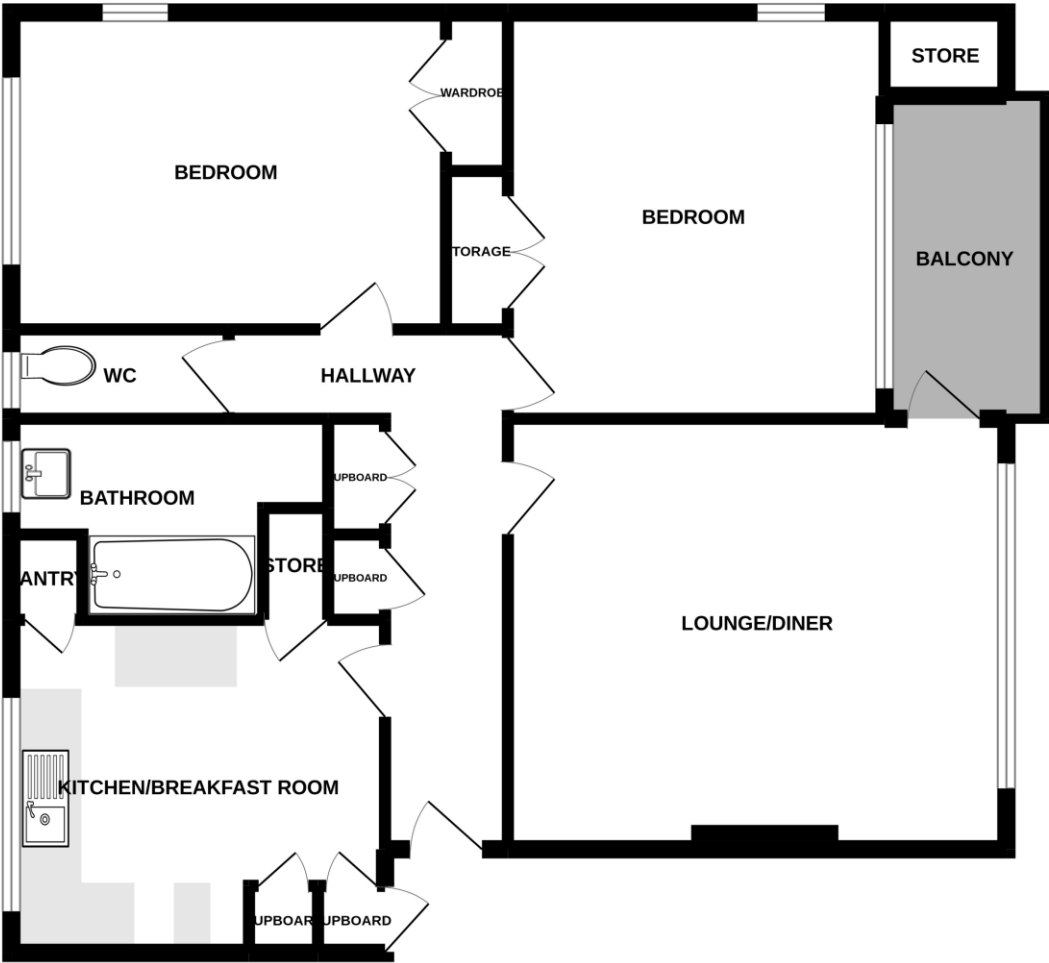 STORE
WARDROBE
BEDROOM
BEDROOM
TORAGE
BALCONY
WC
HALLWAY
UPBOARD
BATHROOM
STORE
ANTRY
UPBOARD
LOUNGE/DINER
KITCHEN/BREAKFAST ROOM
UPBOAR
UPBOARD